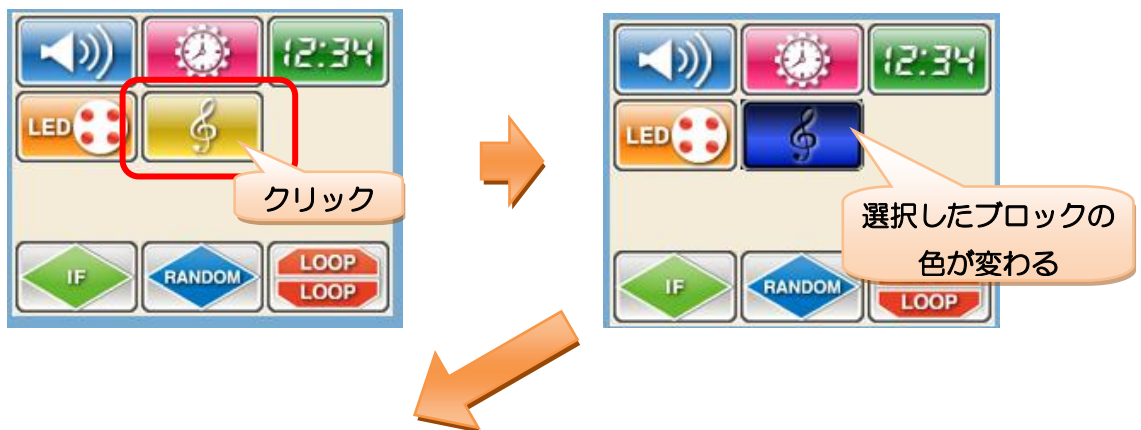 12:34
LED
クリック
IF
RANDOM
LOOP
LOOP
12:34
LED
選択したブロックの
色が変わる
IF
RANDOM
LOOP